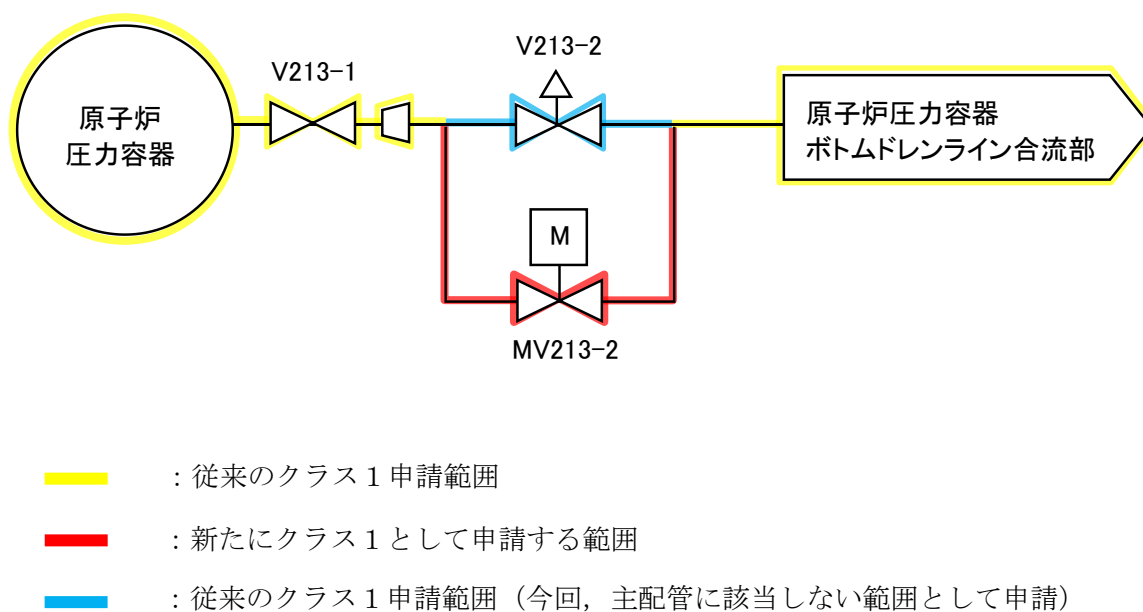 V213-1
V213-2
原子炉
圧力容器
原子炉圧力容器
ボトムドレンライン合流部
M
MV213-2
：従来のクラス１申請範囲
：新たにクラス１として申請する範囲
：従来のクラス１申請範囲（今回，主配管に該当しない範囲として申請）